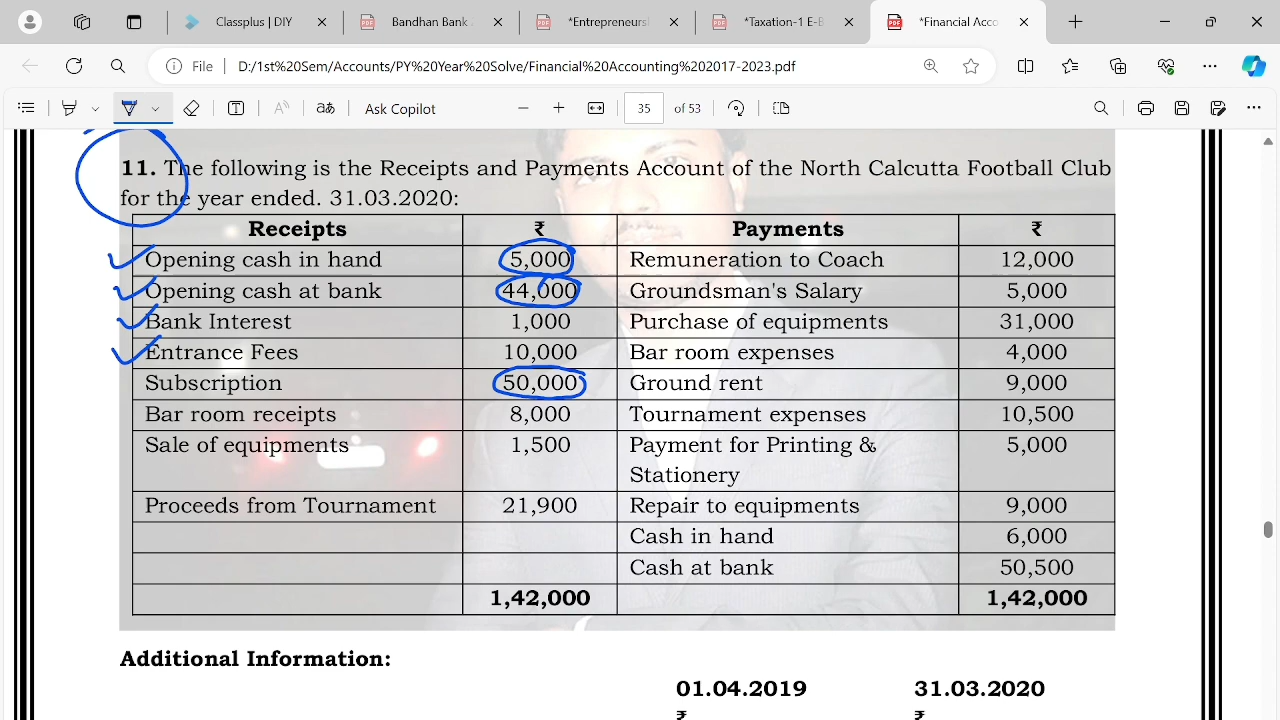 Classplus | DIY
Bandhan Bank
*Entrepreneurs
*Taxation-1 E-B
*Financial Acco
File D:/1st%20Sem/Accounts/PY%20Year%20Solve/Financial%20Accounting%202017-2023.pdf
Ask Copilot 35 of 53
11. The following is the Receipts and Payments Account of the North Calcutta Football Club
for the year ended. 31.03.2020:
Receipts ₹ Payments ₹
Opening cash in hand 5,000 Remuneration to Coach 12,000
Opening cash at bank 44,000 Groundsman's Salary 5,000
Bank Interest 1,000 Purchase of equipments 31,000
Entrance Fees 10,000 Bar room expenses 4,000
Subscription 50,000 Ground rent 9,000
Bar room receipts 8,000 Tournament expenses 10,500
Sale of equipments 1,500 Payment for Printing & 5,000
Stationery
Proceeds from Tournament 21,900 Repair to equipments 9,000
Cash in hand 6,000
Cash at bank 50,500
1,42,000 1,42,000
Additional Information:
01.04.2019 31.03.2020
₹ ₹